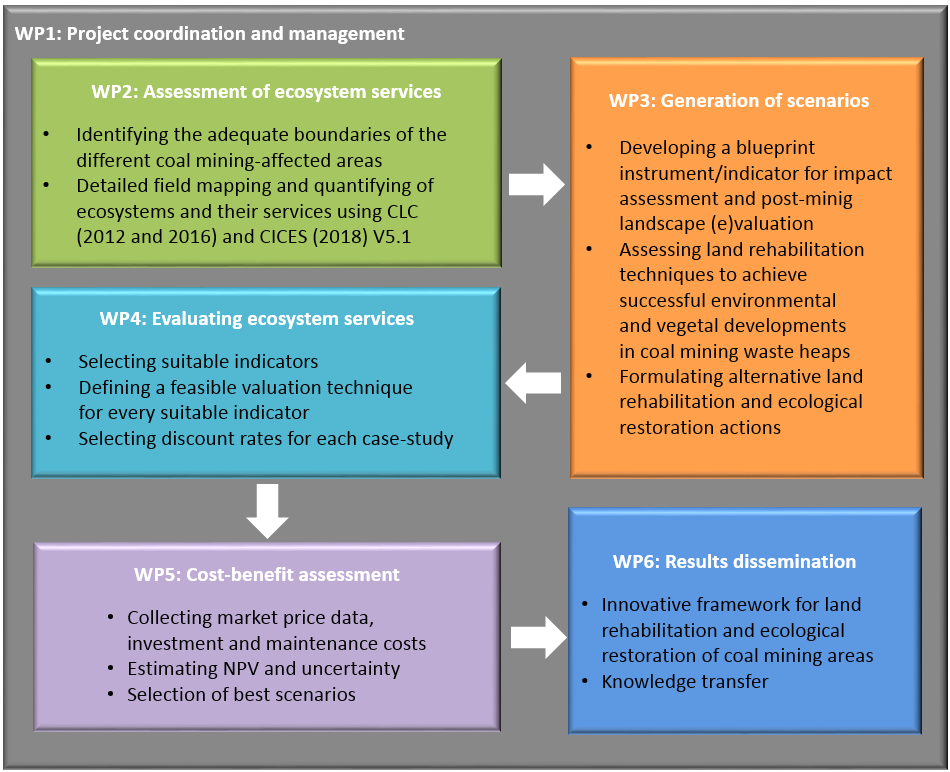 WP1: Project coordination and management
WP2: Assessment of ecosystem services
• Identifying the adequate boundaries of the
different coal mining-affected areas
• Detailed field mapping and quantifying of
ecosystems and their services using CLC
(2012 and 2016) and CICES (2018) V5.1
WP3: Generation of scenarios
• Developing a blueprint
instrument/indicator for impact
assessment and post-minig
landscape (e)valuation
• Assessing land rehabilitation
techniques to achieve
successful environmental
and vegetal developments
in coal mining waste heaps
• Formulating alternative land
rehabilitation and ecological
restoration actions
WP4: Evaluating ecosystem services
• Selecting suitable indicators
• Defining a feasible valuation technique
for every suitable indicator
• Selecting discount rates for each case-study
WP5: Cost-benefit assessment
• Collecting market price data,
investment and maintenance costs
• Estimating NPV and uncertainty
• Selection of best scenarios
WP6: Results dissemination
• Innovative framework for land
rehabilitation and ecological
restoration of coal mining areas
• Knowledge transfer